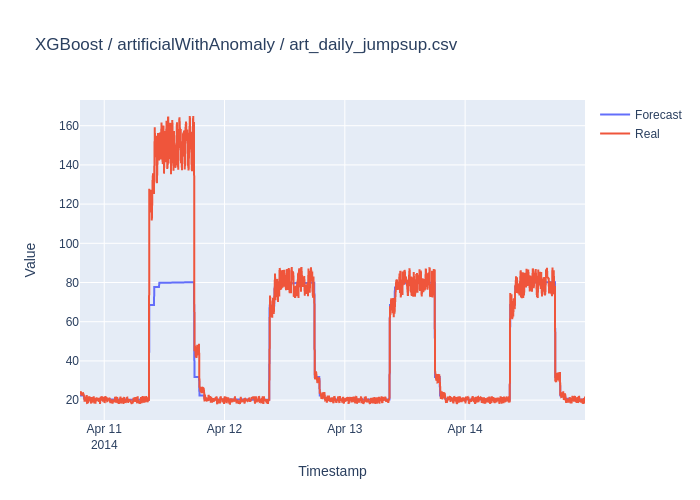 XGBoost / artificialWithAnomaly / art_daily_jumpsup.csv
Forecast
Real
160
140
120
100
80
60
40
20
Value
Apr 11
2014
Apr 12
Apr 13
Apr 14
Timestamp